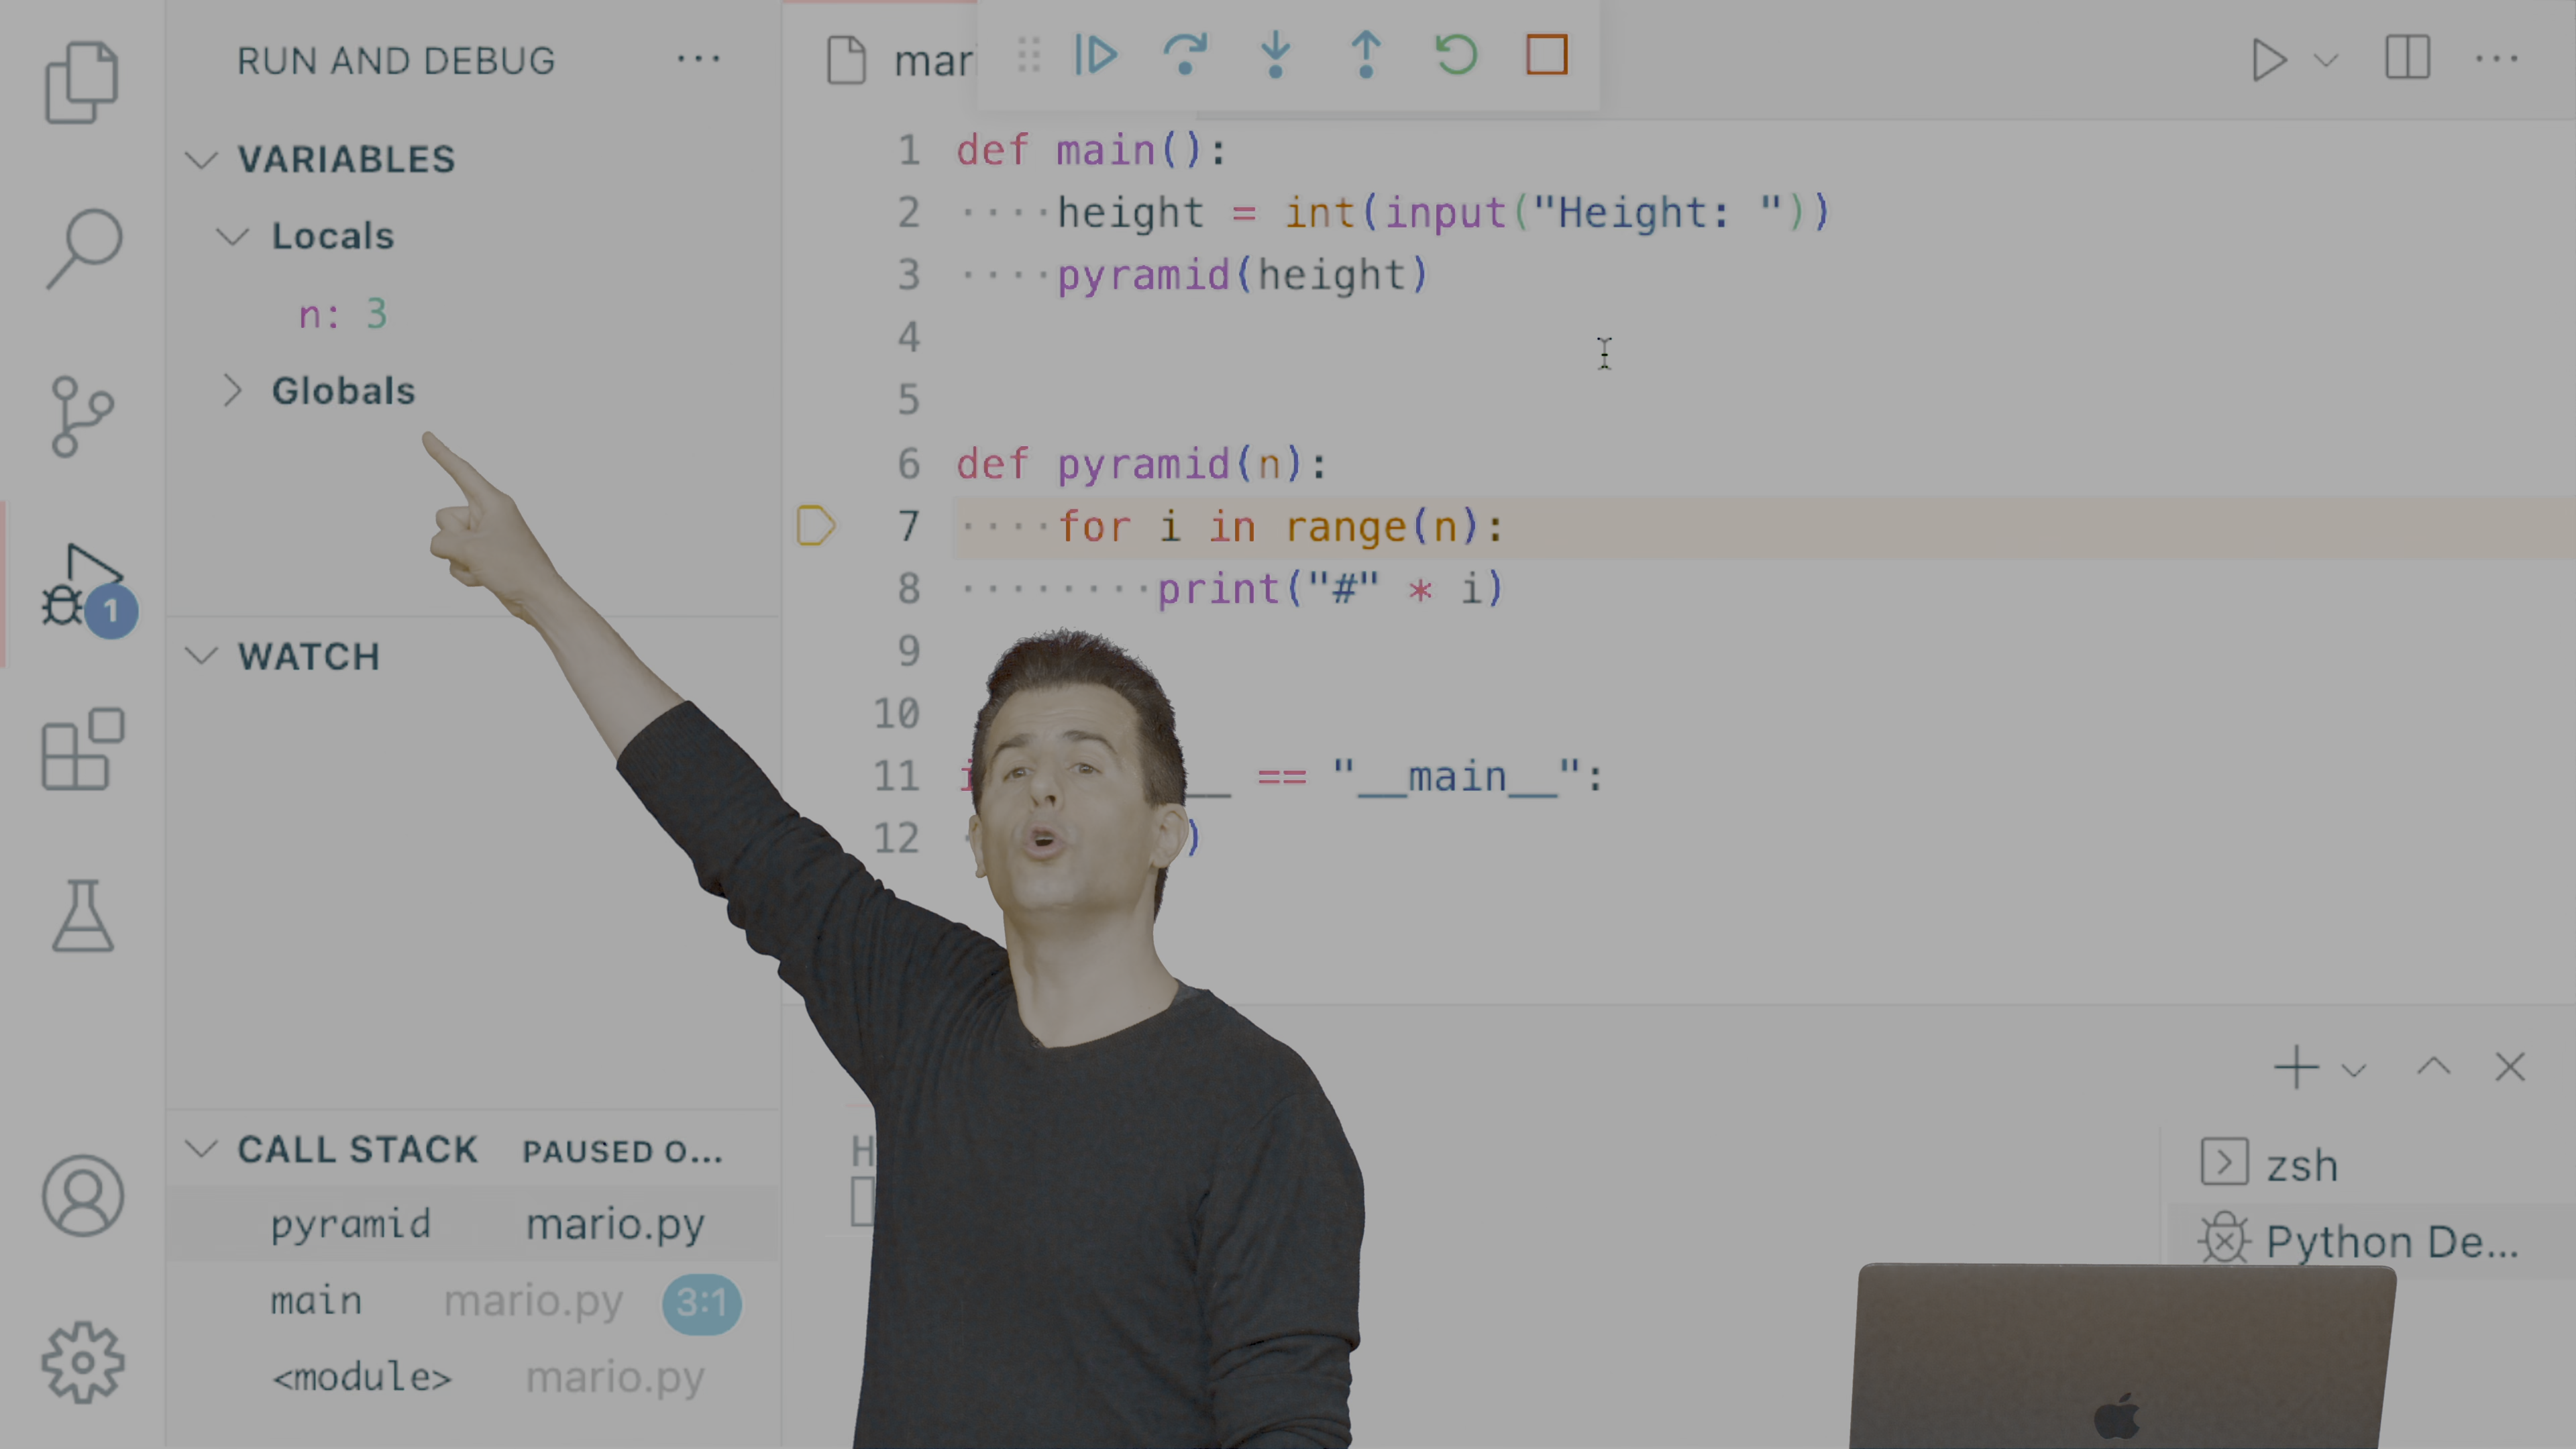 RUN AND DEBUG
VARIABLES
Locals
n: 3
Globals
WATCH
CALL STACK PAUSED O...
pyramid mario.py
main mario.py 3:1
<module> mario.py
1
mar
1 def main():
2 ····height = int(input("Height: "))
3 ····pyramid(height)
4
5
6 def pyramid(n):
7 ····for i in range(n):
8 ········print("#" * i)
9
10
11 i __ == "__main__":
12 )
H
zsh
Python De...